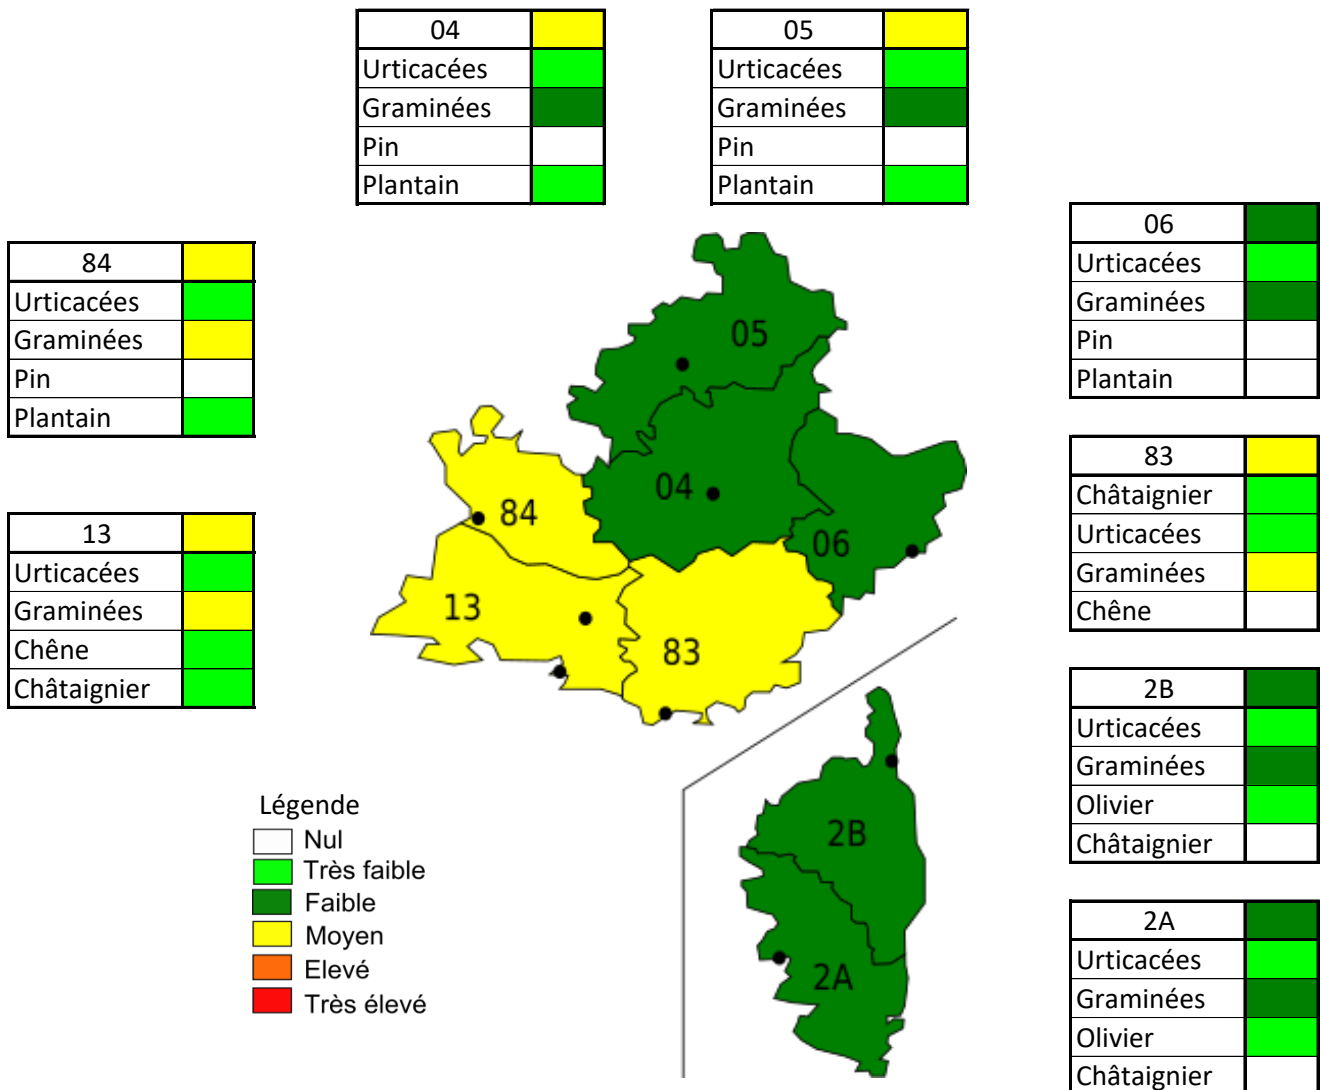 04
Urticacées
Graminées
Pin
Plantain
05
Urticacées
Graminées
Pin
Plantain
84
Urticacées
Graminées
Pin
Plantain
13
Urticacées
Graminées
Chêne
Châtaignier
05
04
84
06
13
83
2B
2A
06
Urticacées
Graminées
Pin
Plantain
83
Châtaignier
Urticacées
Graminées
Chêne
2B
Urticacées
Graminées
Olivier
Châtaignier
2A
Urticacées
Graminées
Olivier
Châtaignier
Légende
Nul
Très faible
Faible
Moyen
Elevé
Très élevé